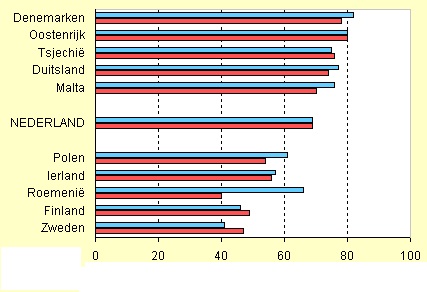 Denemarken
Oostenrijk
Tsjechië
Duitsland
Malta
NEDERLAND
Polen
Ierland
Roemenië
Finland
Zweden
0 20 40 60 80 100